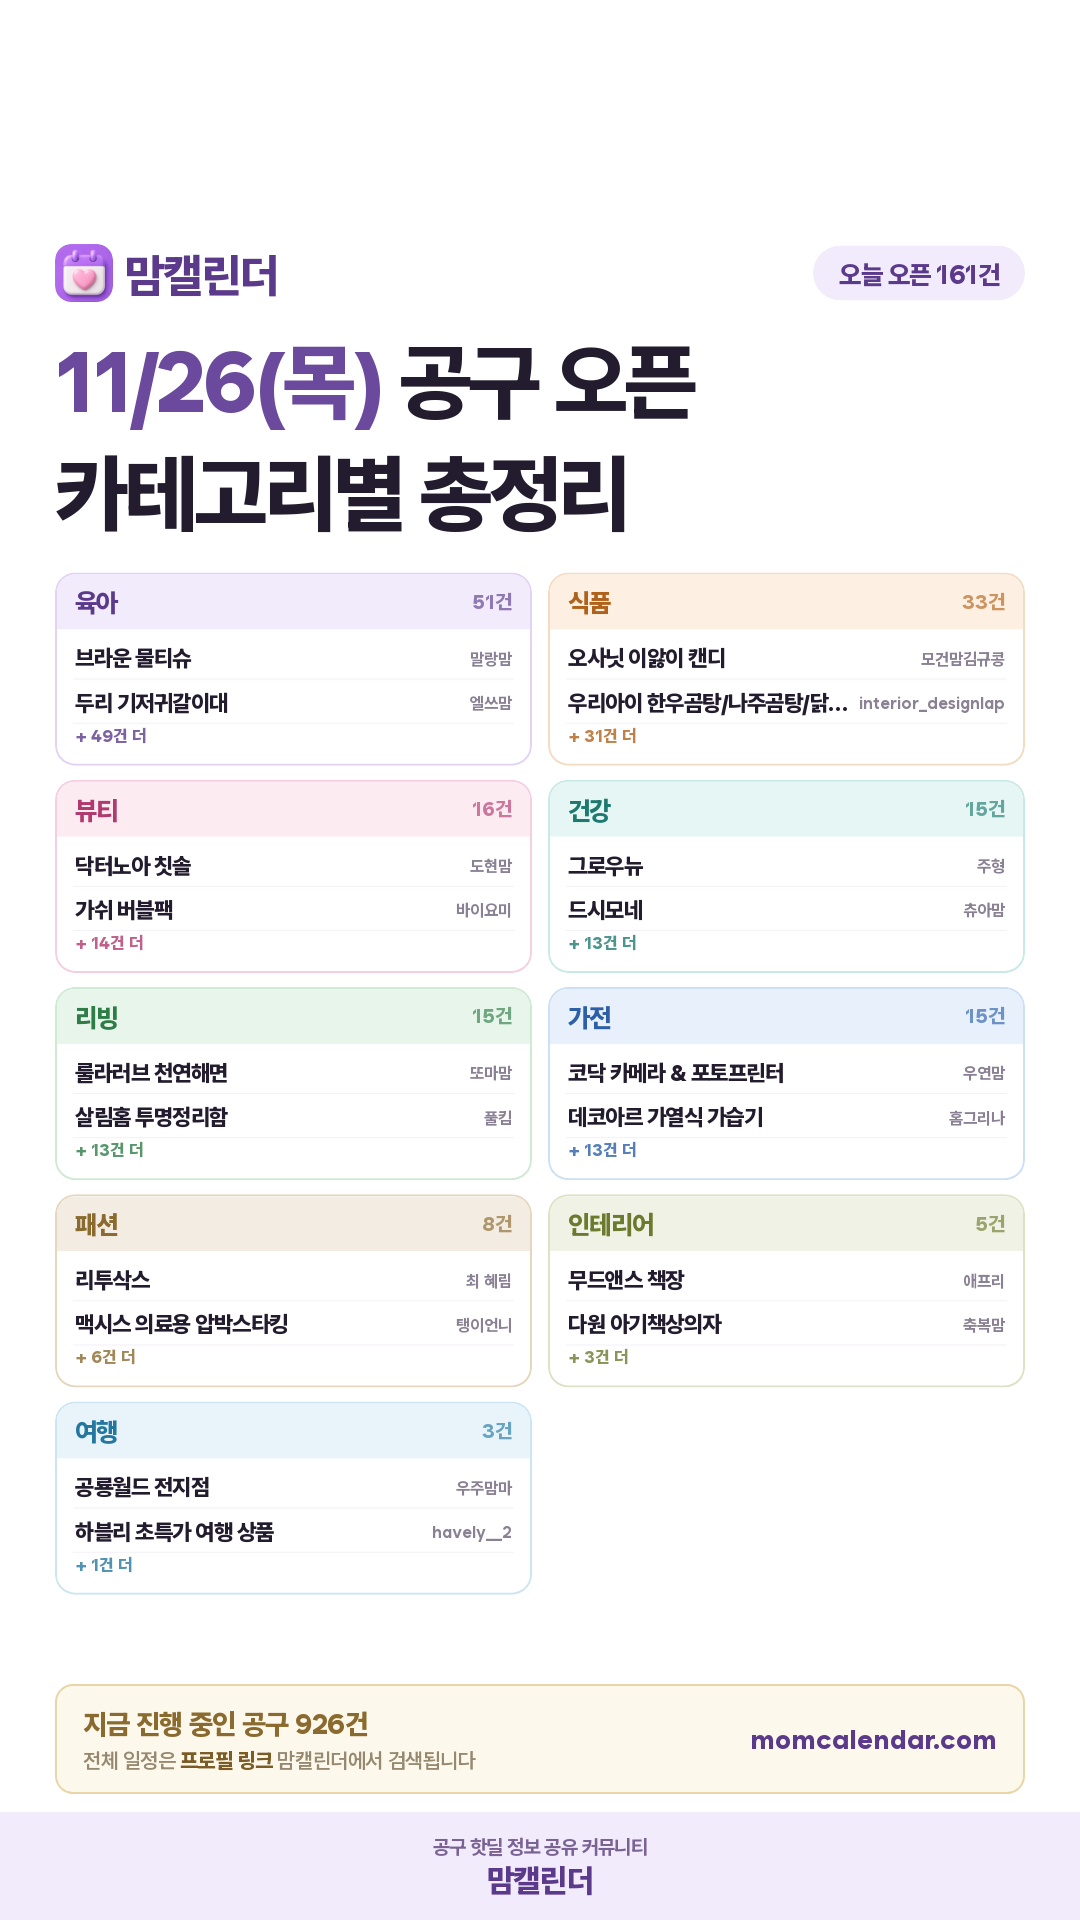 맘캘린더
오늘 오픈 161건
11/26(목) 공구 오픈
카테고리별 총정리
육아 51건
브라운 물티슈 말랑맘
두리 기저귀갈이대 엘쓰맘
+ 49건 더
식품 33건
오사닛 이앓이 캔디 모건맘김규콩
우리아이 한우곰탕/나주곰탕/닭... interior_designlap
+ 31건 더
뷰티 16건
닥터노아 칫솔 도현맘
가쉬 버블팩 바이요미
+ 14건 더
건강 15건
그로우뉴 주형
드시모네 츄아맘
+ 13건 더
리빙 15건
룰라러브 천연해면 또마맘
살림홈 투명정리함 풀킴
+ 13건 더
가전 15건
코닥 카메라 & 포토프린터 우연맘
데코아르 가열식 가습기 홈그리나
+ 13건 더
패션 8건
리투삭스 최 혜림
맥시스 의료용 압박스타킹 탱이언니
+ 6건 더
인테리어 5건
무드앤스 책장 애프리
다원 아기책상의자 축복맘
+ 3건 더
여행 3건
공룡월드 전지점 우주맘마
하블리 초특가 여행 상품 havely__2
+ 1건 더
지금 진행 중인 공구 926건
전체 일정은 프로필 링크 맘캘린더에서 검색됩니다
momcalendar.com
공구 핫딜 정보 공유 커뮤니티
맘캘린더